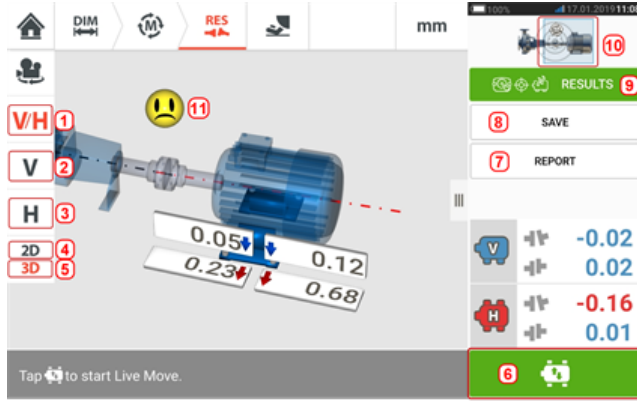 DIM
M
RES
mm
100%
17.01.2019 11:08
10
RESULTS 9
8 SAVE
7 REPORT
V/H 1
11
V 2
H 3
2D 4
3D 5
0.05
0.12
0.23
0.68
V -0.02
0.02
H -0.16
0.01
6
Tap to start Live Move.